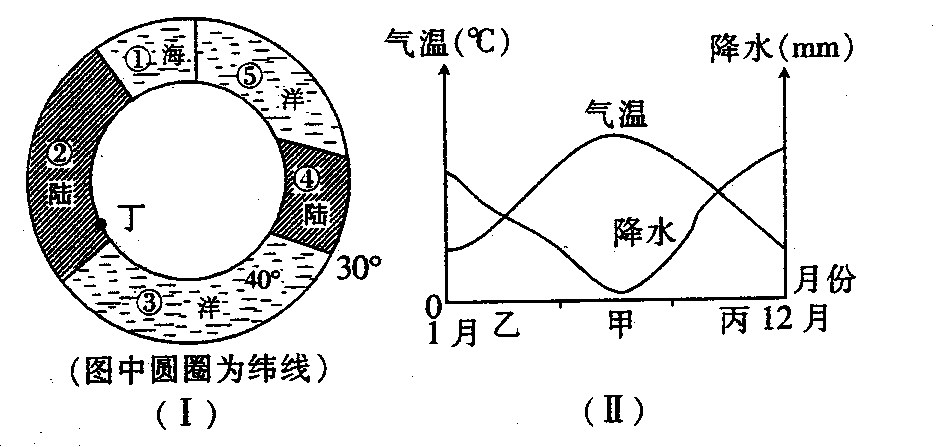 ① 海
⑤
洋
②
陆
④
陆
丁
③ 洋
40°
30°
(图中圆圈为纬线)
(Ⅰ)
气温(℃)
降水(mm)
气温
降水
月份
0
1月 乙 甲 丙 12月
(Ⅱ)